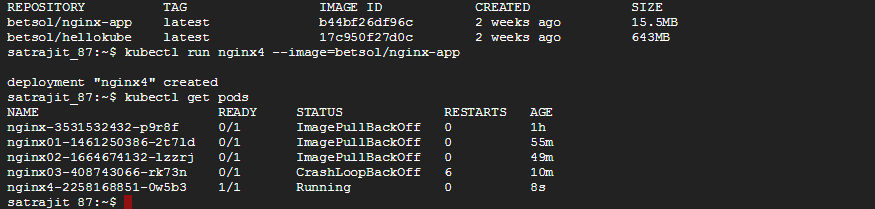 REPOSITORY TAG IMAGE ID CREATED SIZE
betsol/nginx-app latest b44bf26df96c 2 weeks ago 15.5MB
betsol/hellokube latest 17c950f27d0c 2 weeks ago 643MB
satrajit_87:~$ kubectl run nginx4 --image=betsol/nginx-app
deployment "nginx4" created
satrajit_87:~$ kubectl get pods
NAME READY STATUS RESTARTS AGE
nginx-3531532432-p9r8f 0/1 ImagePullBackOff 0 1h
nginx01-1461250386-2t7ld 0/1 ImagePullBackOff 0 55m
nginx02-1664674132-lzzrj 0/1 ImagePullBackOff 0 49m
nginx03-408743066-rk73n 0/1 CrashLoopBackOff 6 10m
nginx4-2258168851-0w5b3 1/1 Running 0 8s
satrajit_87:~$